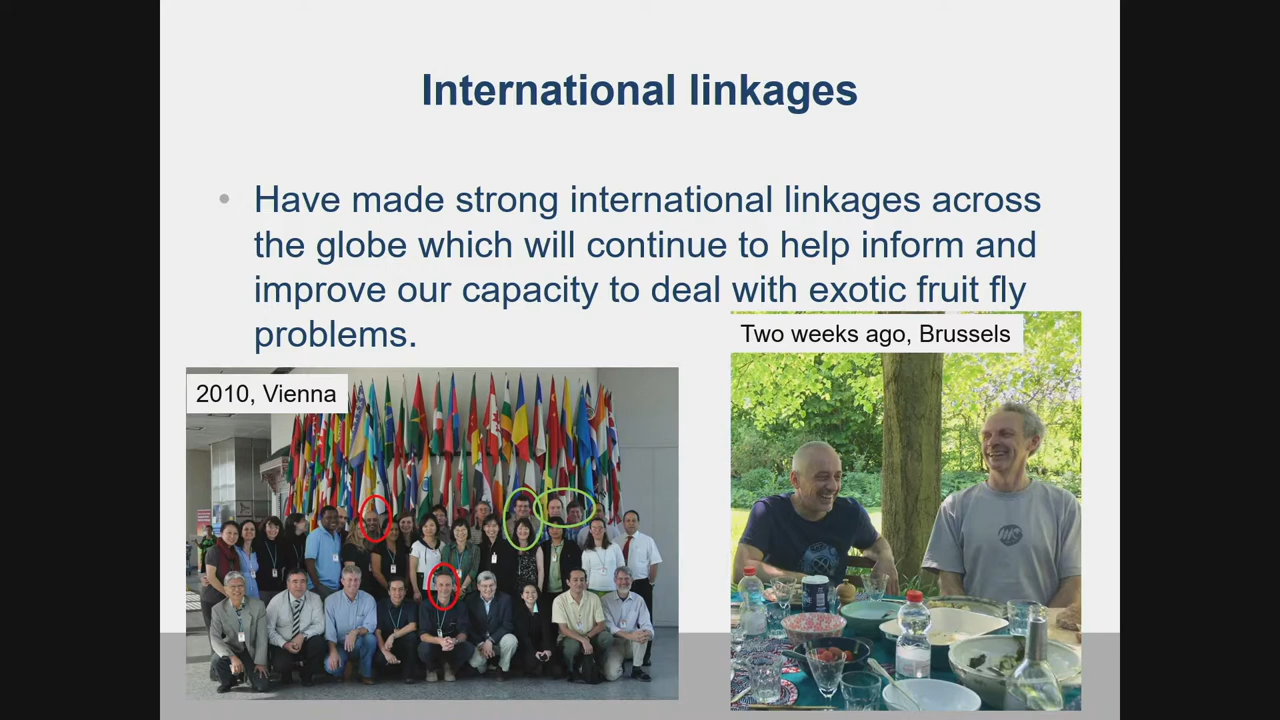 International linkages
• Have made strong international linkages across
the globe which will continue to help inform and
improve our capacity to deal with exotic fruit fly
problems.
Two weeks ago, Brussels
2010, Vienna